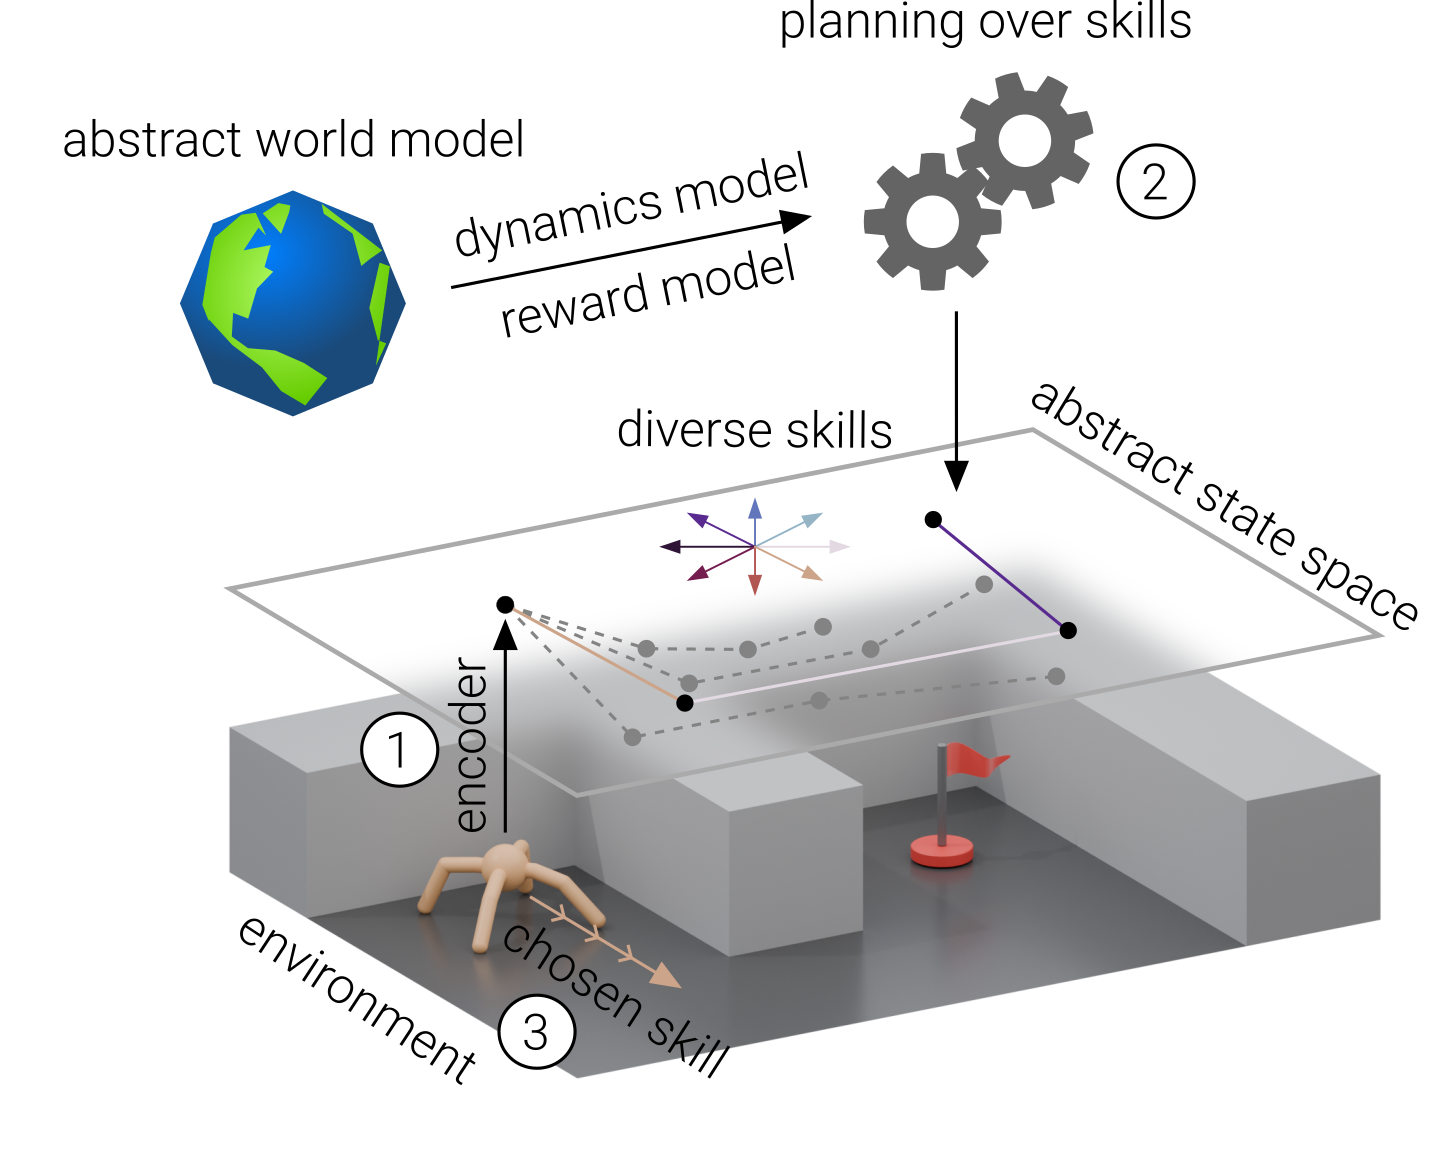 planning over skills
abstract world model
dynamics model
reward model
2
diverse skills
abstract state space
encoder
1
environment
chosen skill
3